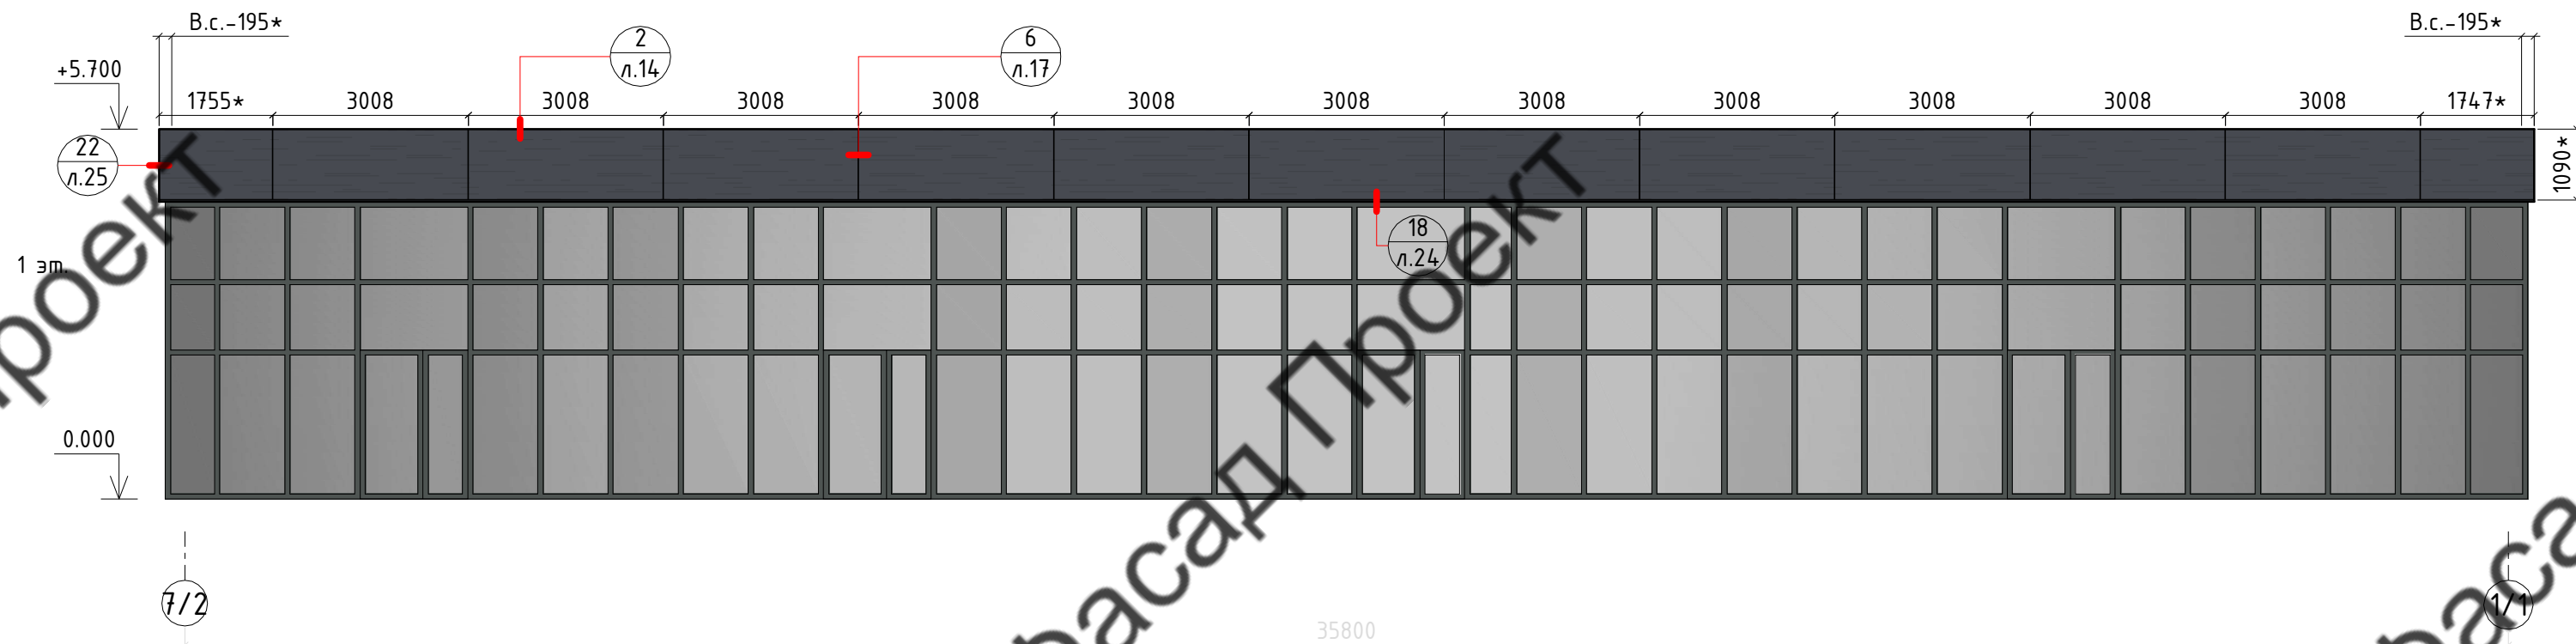 В.с.-195*
В.с.-195*
2
л.14
6
л.17
+5.700
1755* 3008 3008 3008 3008 3008 3008 3008 3008 3008 3008 3008 1747*
22
л.25
1090*
18
л.24
1 эт.
0.000
7/2
1/1
35800
роект
фасад Проект
фаса